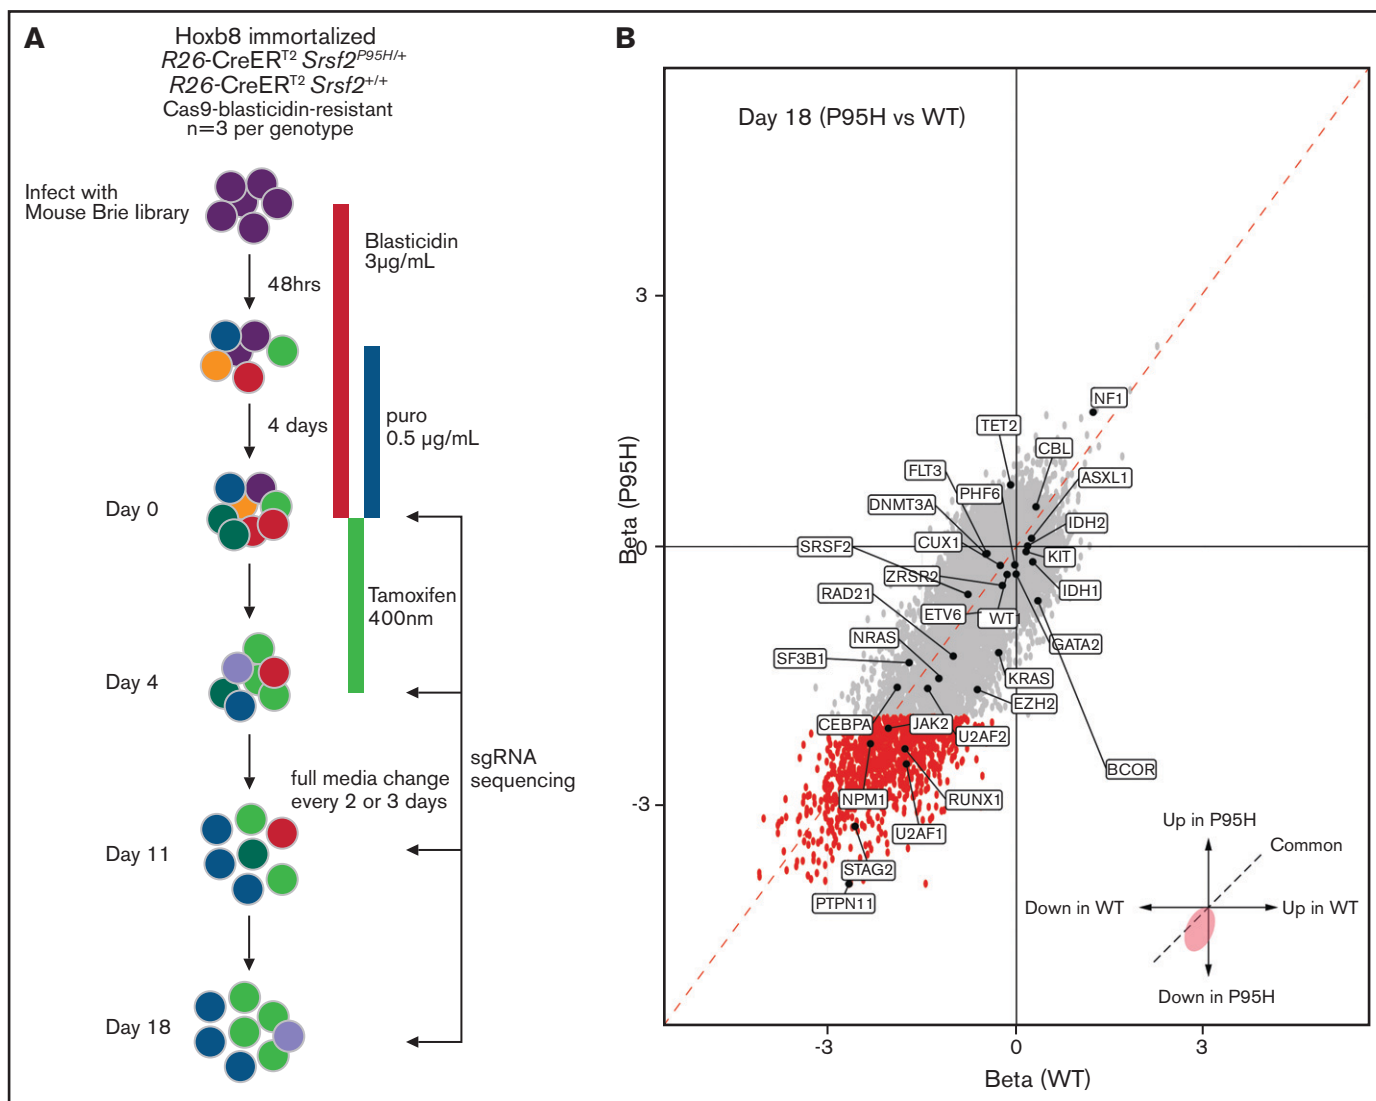 A
Hoxb8 immortalized
R26-CreERT2 Srsf2P95H/+
R26-CreERT2 Srsf2+/+
Cas9-blasticidin-resistant
n=3 per genotype
Infect with
Mouse Brie library
48hrs
Blasticidin
3µg/mL
4 days
puro
0.5 µg/mL
Day 0
Tamoxifen
400nm
Day 4
full media change
every 2 or 3 days
sgRNA
sequencing
Day 11
Day 18
B
Day 18 (P95H vs WT)
Beta (P95H)
3
0
-3
NF1
TET2
CBL
FLT3
ASXL1
PHF6
DNMT3A
IDH2
CUX1
SRSF2
KIT
ZRSR2
IDH1
RAD21
ETV6
WT1
NRAS
GATA2
SF3B1
KRAS
EZH2
CEBPA
JAK2
U2AF2
BCOR
NPM1
RUNX1
U2AF1
STAG2
PTPN11
Up in P95H
Common
Down in WT
Up in WT
Down in P95H
-3
0
3
Beta (WT)